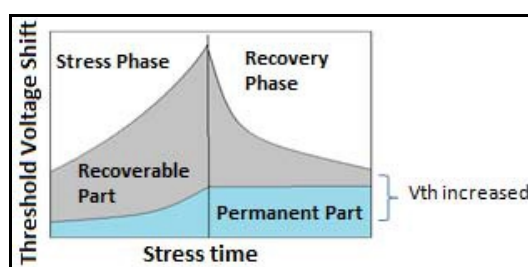 Threshold Voltage Shift
Stress Phase
Recovery
Phase
Recoverable
Part
Permanent Part
Vth increased
Stress time